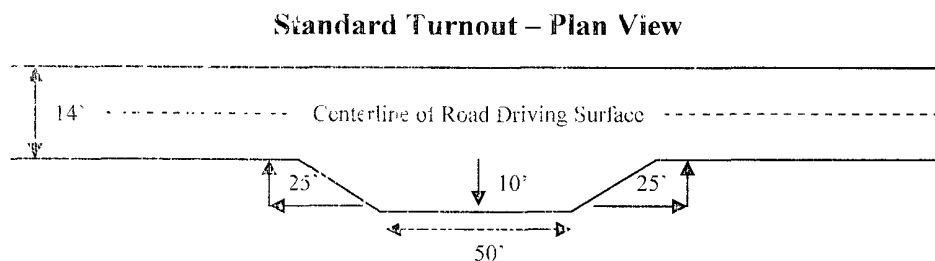 Standard Turnout – Plan View
14'
Centerline of Road Driving Surface
25'
10'
25'
50'